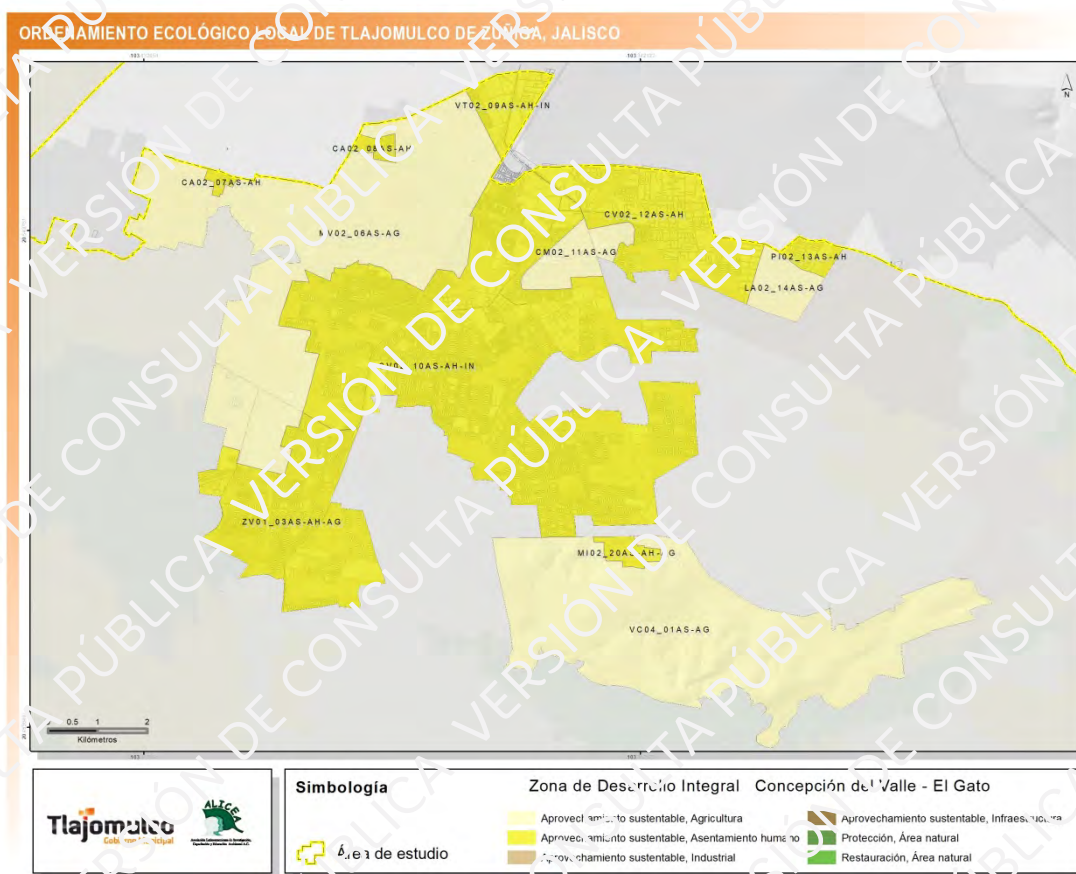 ORDENAMIENTO ECOLÓGICO LOCAL DE TLAJOMULCO DE ZÚÑIGA, JALISCO
N
VT02_09AS-AH-IN
CA02_08AS-AH
CA02_07AS-AH
CV02_12AS-AH
MV02_06AS-AG
CM02_11AS-AG
PI02_13AS-AH
LA02_14AS-AG
10AS-AH-IN
ZV01_03AS-AH-AG
MI02_20AS-AH-AG
VC04_01AS-AG
0.5 1 2
Kilómetros
VERSIÓN DE CONSULTA PÚBLICA
Simbología
Zona de Desarrollo Integral Concepción del Valle - El Gato
Aprovechamiento sustentable, Agricultura
Aprovechamiento sustentable, Infraestructura
Aprovechamiento sustentable, Asentamiento humano
Protección, Área natural
Área de estudio
Aprovechamiento sustentable, Industrial
Restauración, Área natural
Tlajomulco
Gobierno Municipal
ALICEA